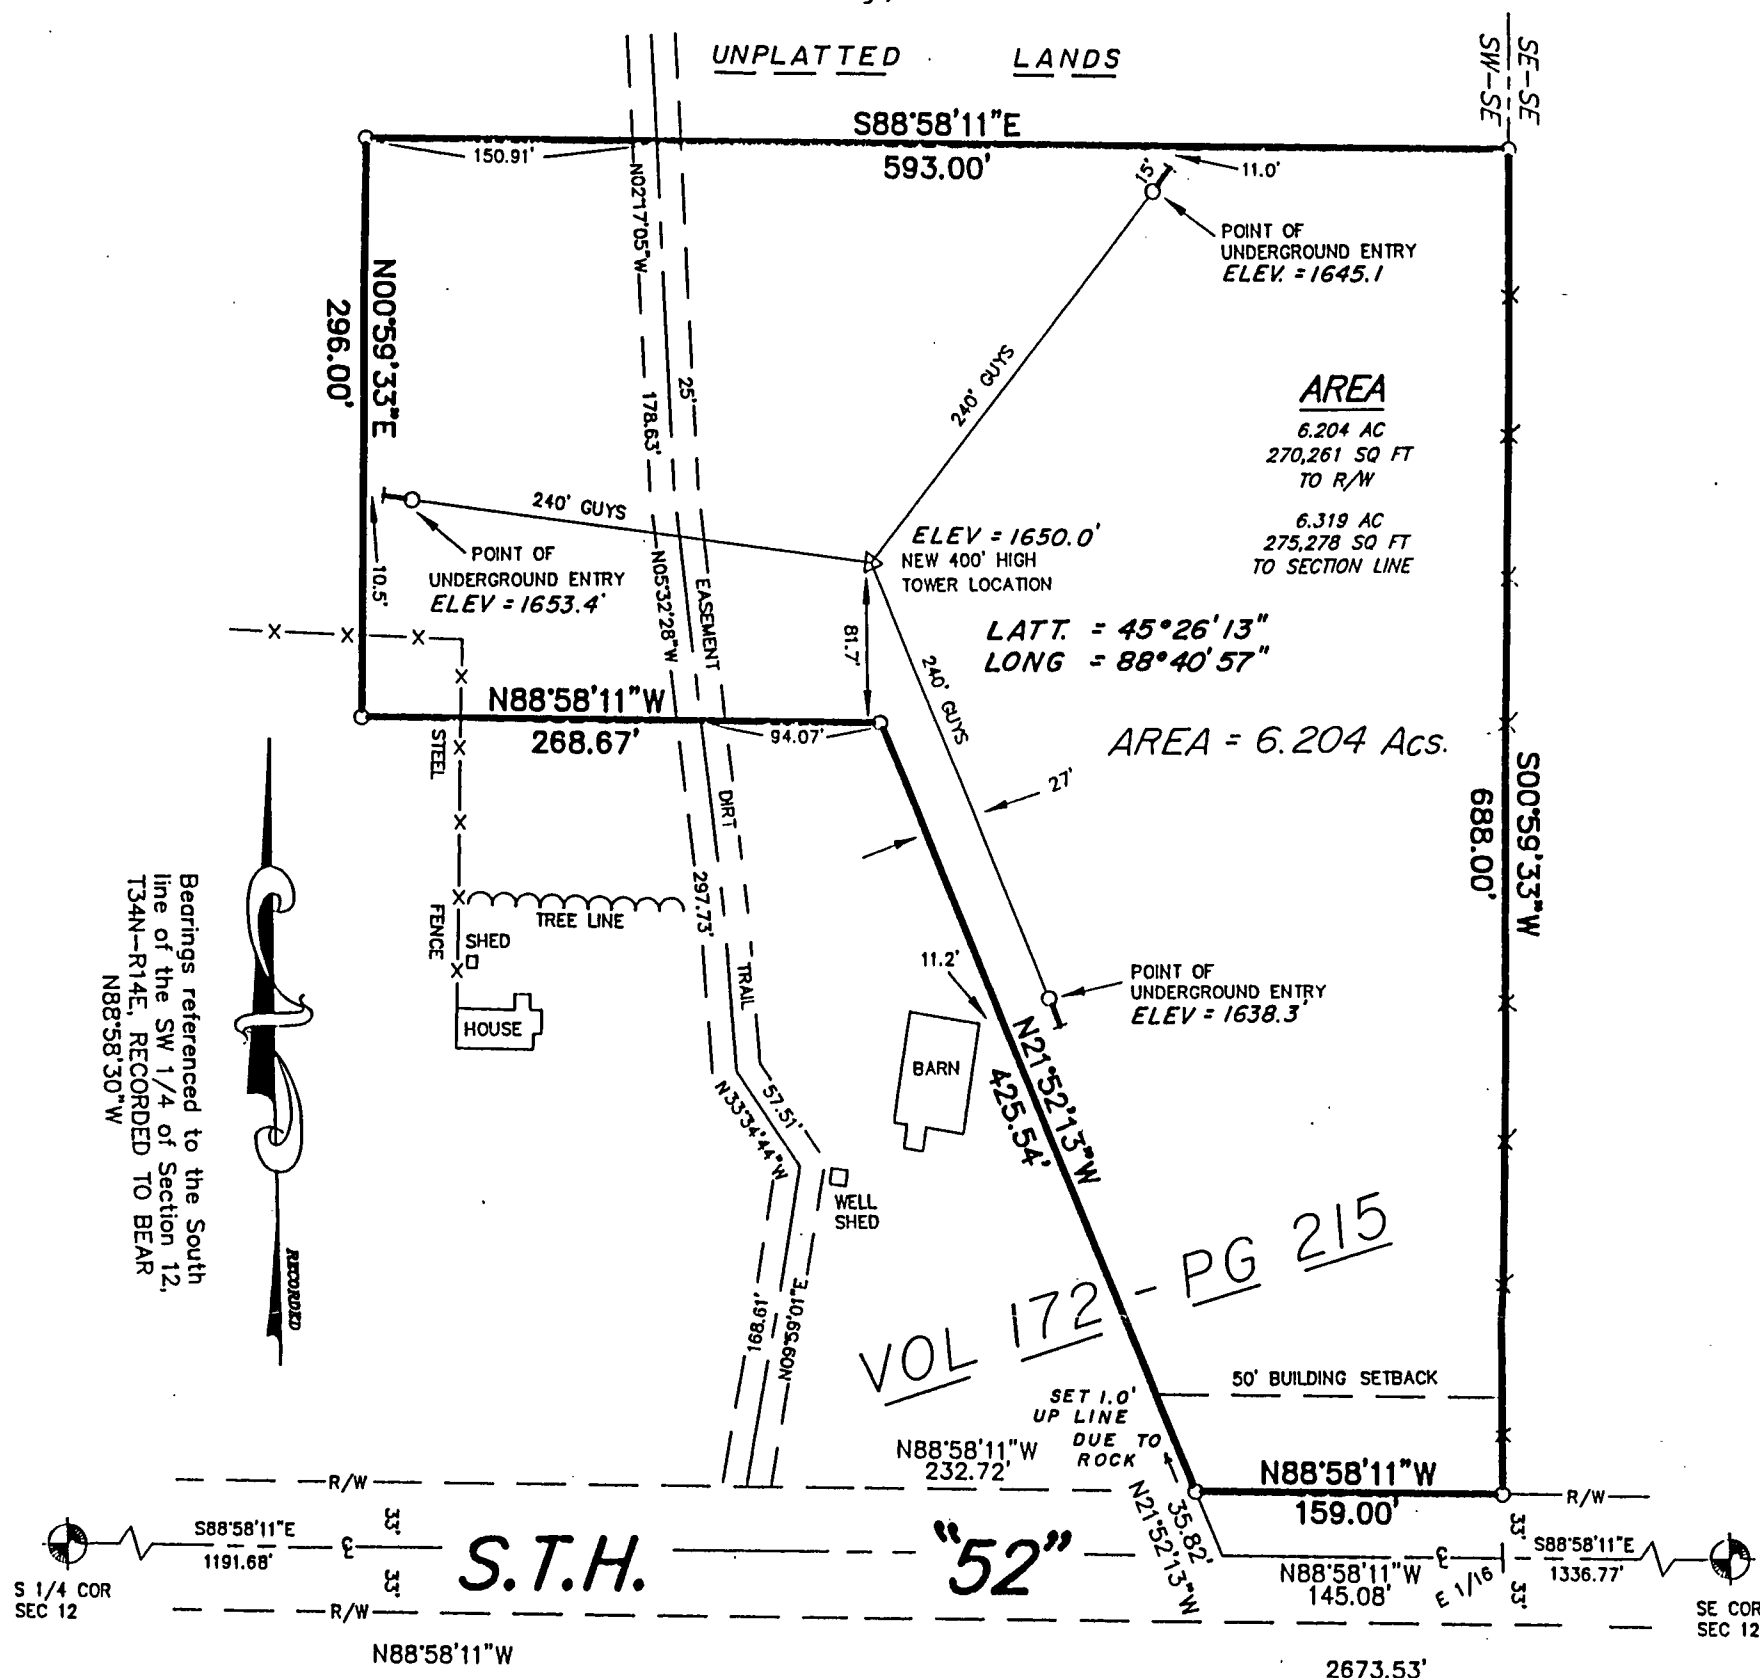 UNPLATTED LANDS
SE-SE
SW-SE
S88°58'11"E
593.00'
150.91'
11.0'
15'
POINT OF
UNDERGROUND ENTRY
ELEV. = 1645.1
N02°17'05"W
178.63'
25'
N00°59'33"E
296.00'
240' GUYS
AREA
6.204 AC
270,261 SQ FT
TO R/W
6.319 AC
275,278 SQ FT
TO SECTION LINE
240' GUYS
POINT OF
UNDERGROUND ENTRY
ELEV = 1653.4'
10.5'
ELEV = 1650.0'
NEW 400' HIGH
TOWER LOCATION
LATT. = 45°26'13"
LONG = 88°40'57"
N05°32'28"W
EASEMENT
81.7'
240' GUYS
N88°58'11"W
268.67'
94.07'
AREA = 6.204 Acs.
27'
S00°59'33"W
688.00'
STEEL
FENCE
DIRT
TRAIL
297.73'
TREE LINE
SHED
HOUSE
11.2'
POINT OF
UNDERGROUND ENTRY
ELEV = 1638.3'
BARN
N21°52'13"W
425.54'
57.51'
N33°34'44"W
WELL
SHED
Bearings referenced to the South
line of the SW 1/4 of Section 12,
T34N-R14E, RECORDED TO BEAR
N88°58'30"W
RECORDED
168.61'
N09°59'01"E
VOL 172 - PG 215
50' BUILDING SETBACK
SET 1.0'
UP LINE
DUE TO
ROCK
N88°58'11"W
232.72'
N88°58'11"W
159.00'
R/W
R/W
35.82'
N21°52'13"W
S88°58'11"E
1191.68'
33'
33'
S.T.H. "52"
N88°58'11"W
145.08'
E 1/16
33'
33'
S88°58'11"E
1336.77'
S 1/4 COR
SEC 12
SE COR
SEC 12
R/W
N88°58'11"W
2673.53'